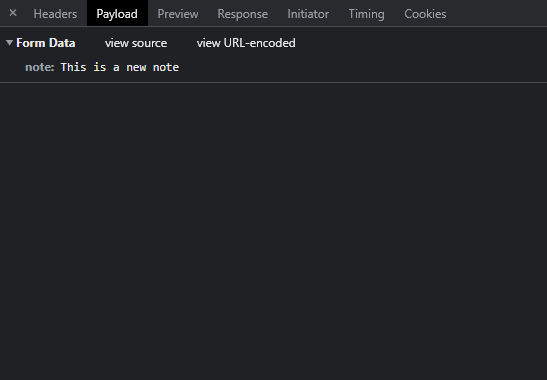 × Headers Payload Preview Response Initiator Timing Cookies
Form Data view source view URL-encoded
note: This is a new note